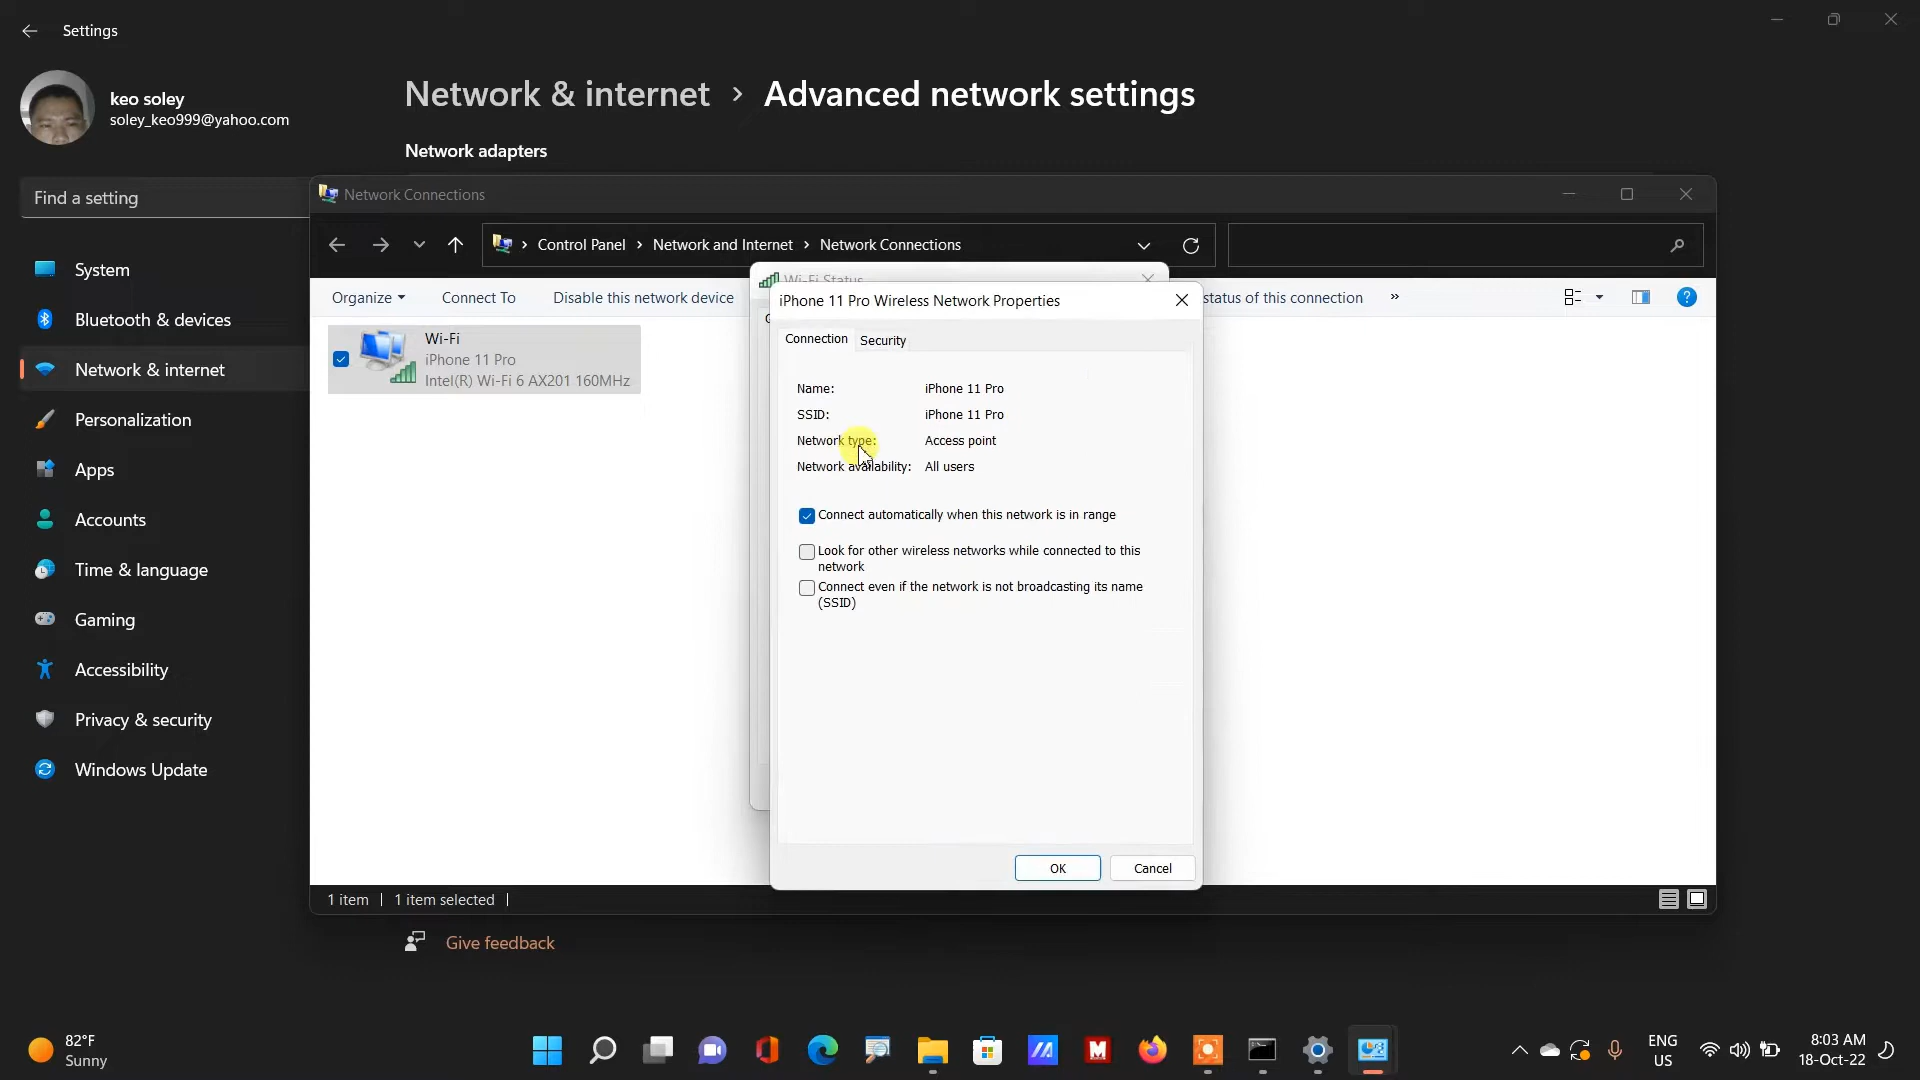 Settings
keo soley
soley_keo999@yahoo.com
Find a setting
System
Bluetooth & devices
Network & internet
Personalization
Apps
Accounts
Time & language
Gaming
Accessibility
Privacy & security
Windows Update
Network & internet › Advanced network settings
Network adapters
Network Connections
Control Panel › Network and Internet › Network Connections
Organize
Connect To
Disable this network device
status of this connection
»
Wi-Fi
iPhone 11 Pro
Intel(R) Wi-Fi 6 AX201 160MHz
Wi-Fi Status
iPhone 11 Pro Wireless Network Properties
Connection
Security
Name: iPhone 11 Pro
SSID: iPhone 11 Pro
Network type: Access point
Network availability: All users
Connect automatically when this network is in range
Look for other wireless networks while connected to this
network
Connect even if the network is not broadcasting its name
(SSID)
OK
Cancel
1 item
1 item selected
Give feedback
82°F
Sunny
ENG
US
8:03 AM
18-Oct-22